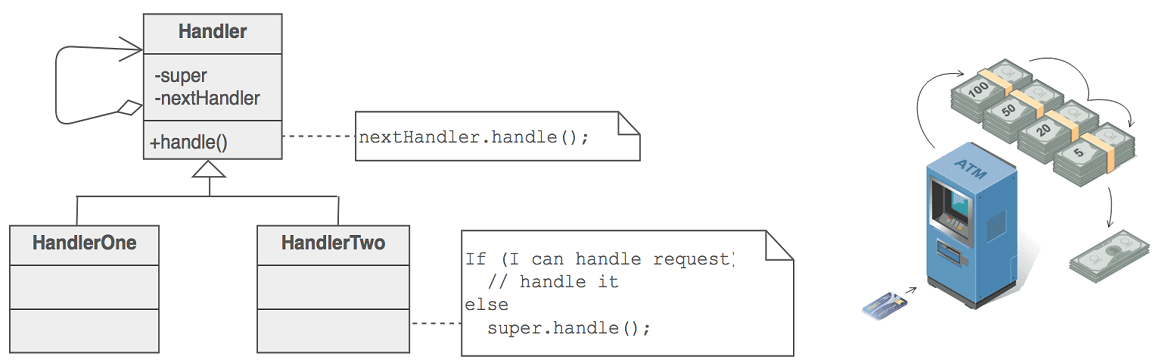 Handler
-super
-nextHandler
+handle()
nextHandler.handle();
HandlerOne
HandlerTwo
If (I can handle request)
// handle it
else
super.handle();
100
50
20
5
ATM